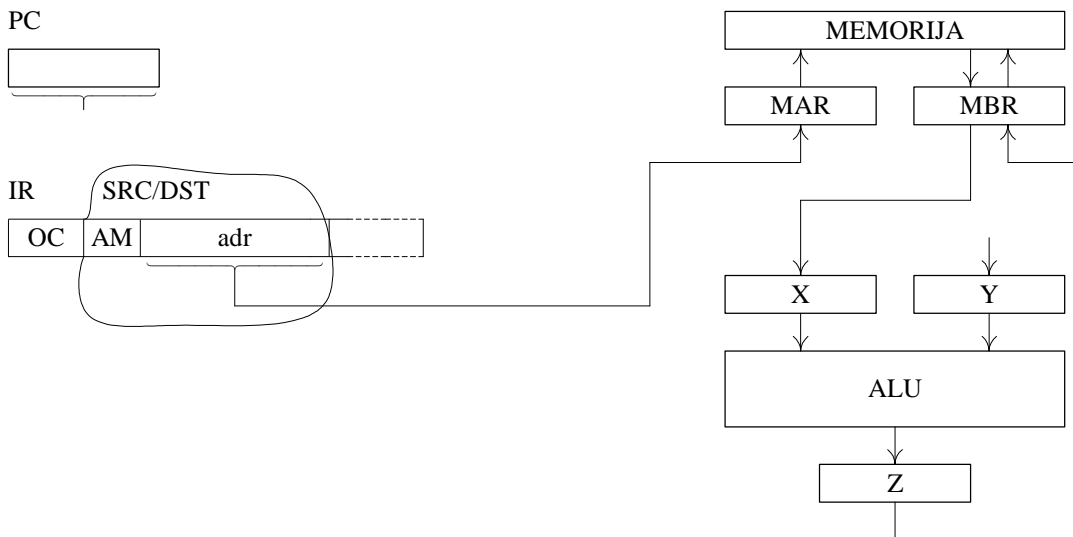 PC
MEMORIJA
MAR
MBR
IR
SRC/DST
OC
AM
adr
X
Y
ALU
Z